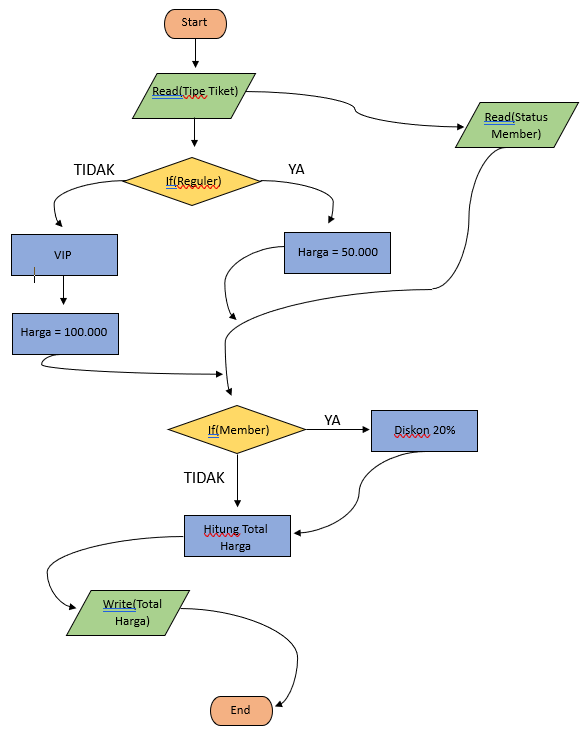 Start
Read(Tipe Tiket)
Read(Status
Member)
TIDAK
If(Reguler)
YA
VIP
Harga = 50.000
Harga = 100.000
If(Member)
YA
Diskon 20%
TIDAK
Hitung Total
Harga
Write(Total
Harga)
End